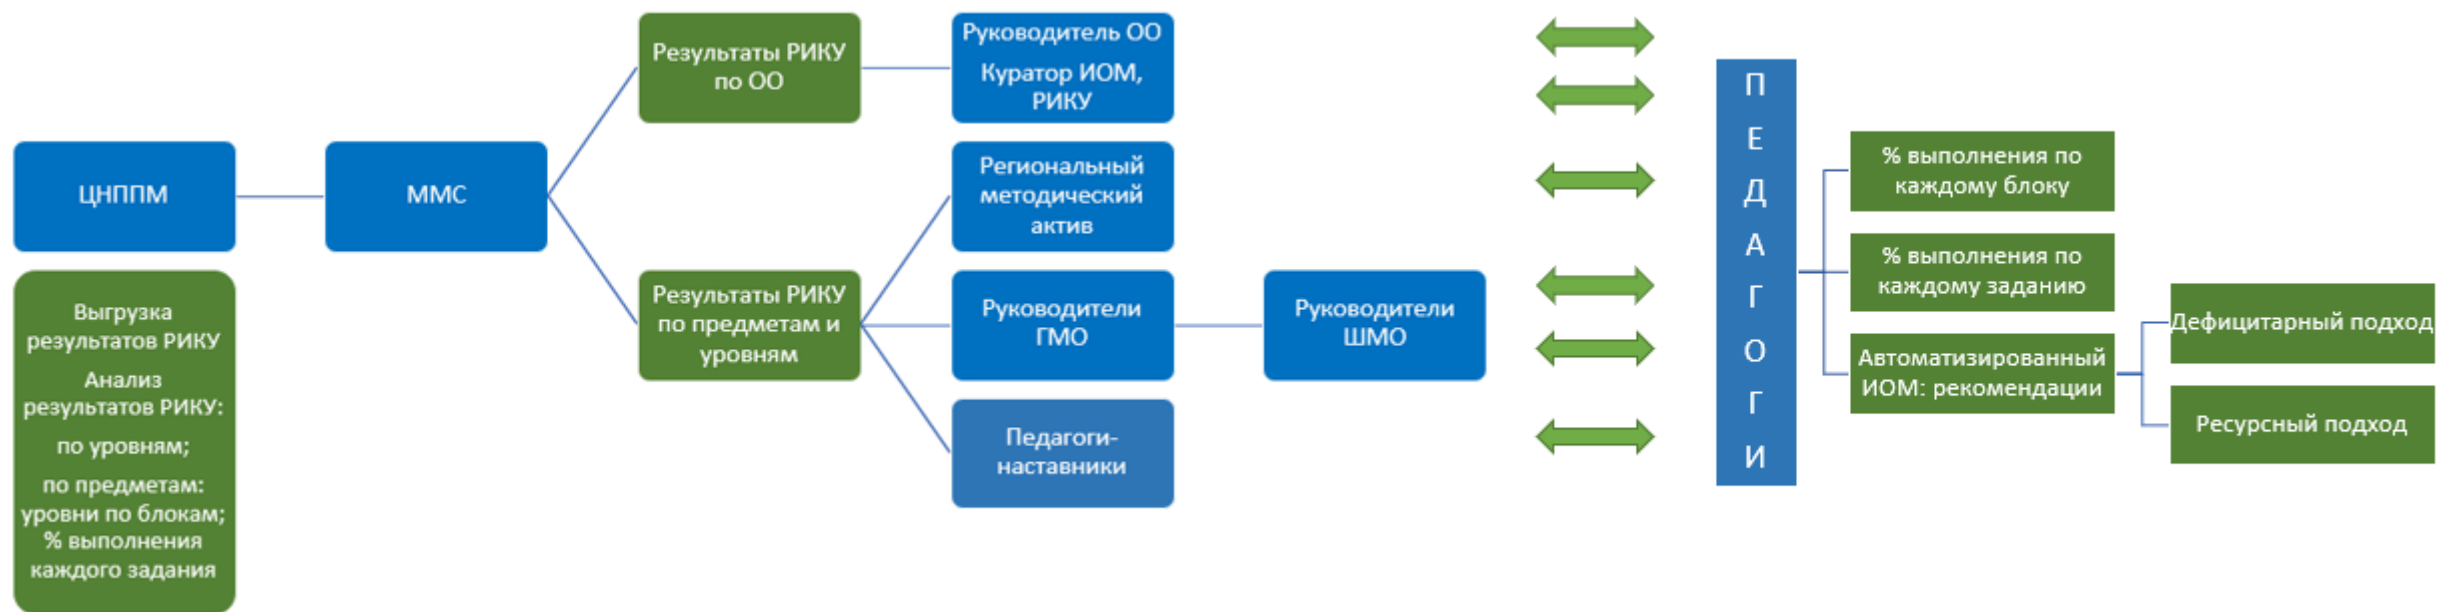 ЦНППМ
Выгрузка
результатов РИКУ
Анализ
результатов РИКУ:
по уровням;
по предметам:
уровни по блокам;
% выполнения
каждого задания
ММС
Результаты РИКУ
по ОО
Результаты РИКУ
по предметам и
уровням
Руководитель ОО
Куратор ИОМ,
РИКУ
Региональный
методический
актив
Руководители
ГМО
Педагоги-
наставники
Руководители
ШМО
П
Е
Д
А
Г
О
Г
И
% выполнения по
каждому блоку
% выполнения по
каждому заданию
Автоматизированный
ИОМ: рекомендации
Дефицитарный подход
Ресурсный подход